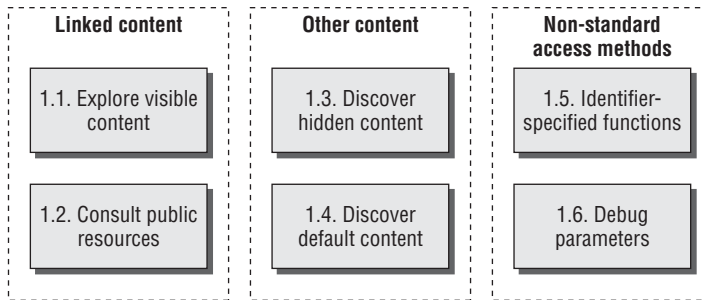 Linked content
1.1. Explore visible
content
1.2. Consult public
resources
Other content
1.3. Discover
hidden content
1.4. Discover
default content
Non-standard
access methods
1.5. Identifier-
specified functions
1.6. Debug
parameters